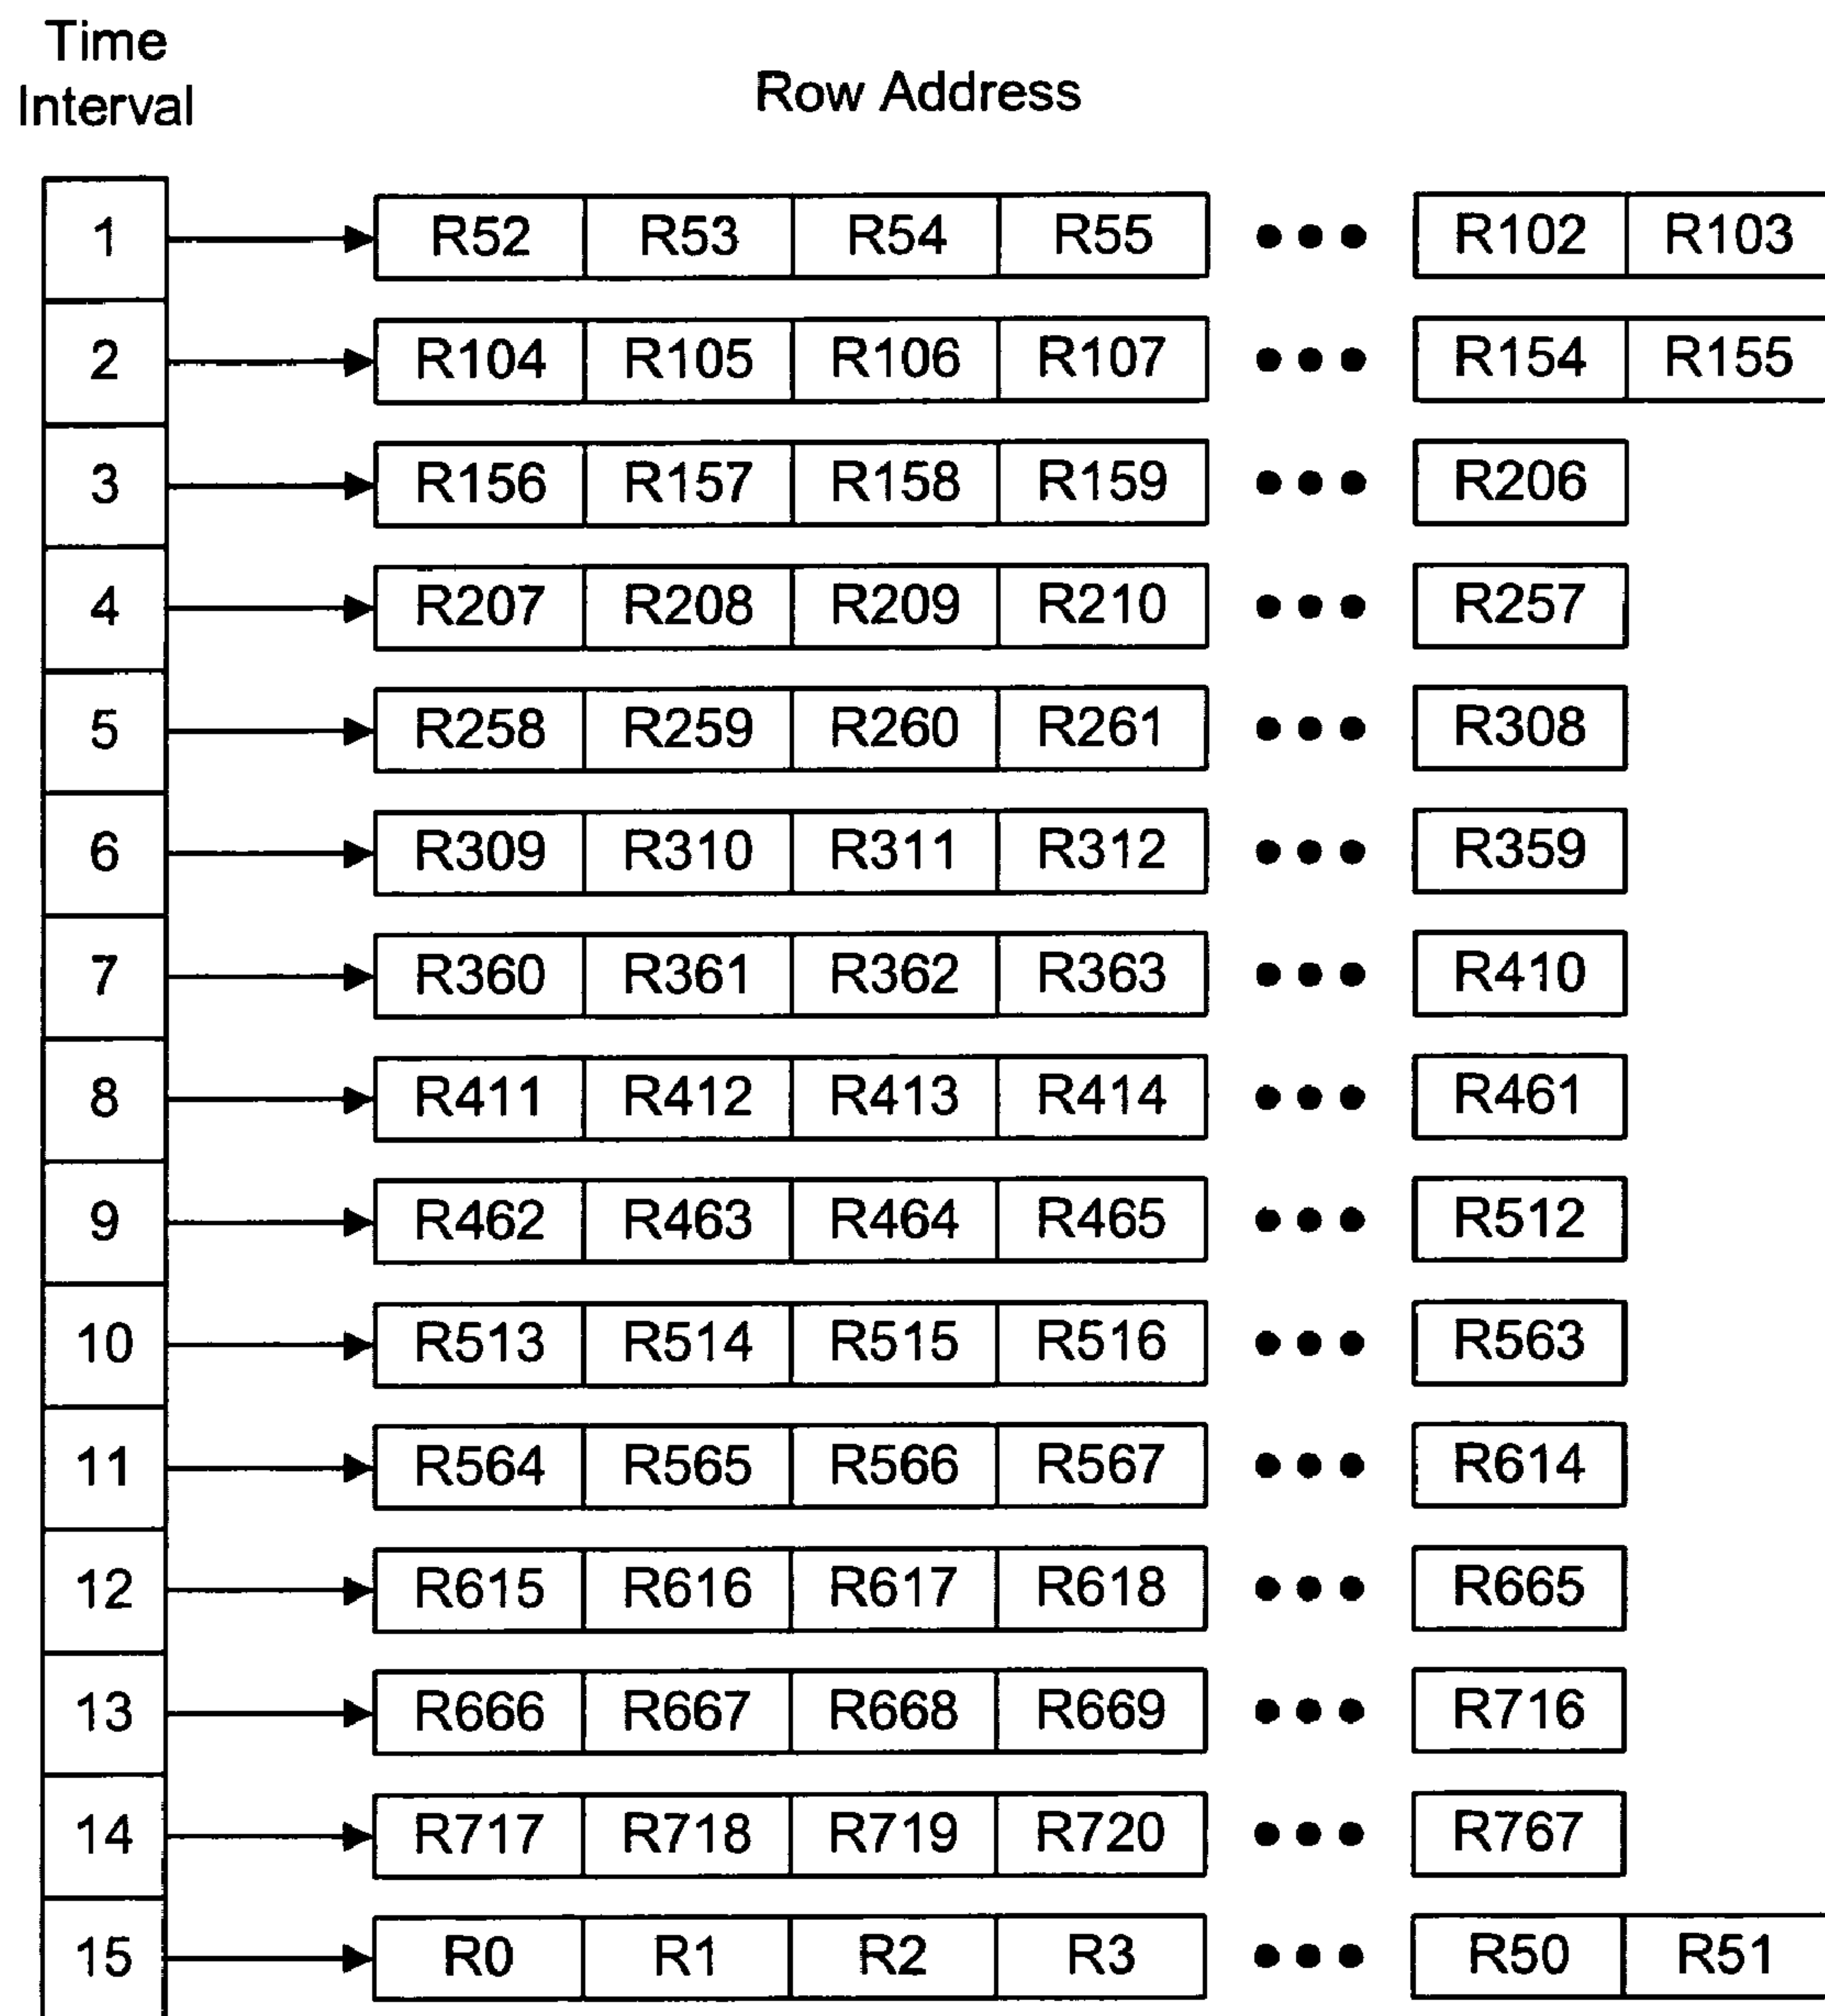 Time
Interval
Row Address
1 R52 R53 R54 R55 ••• R102 R103
2 R104 R105 R106 R107 ••• R154 R155
3 R156 R157 R158 R159 ••• R206
4 R207 R208 R209 R210 ••• R257
5 R258 R259 R260 R261 ••• R308
6 R309 R310 R311 R312 ••• R359
7 R360 R361 R362 R363 ••• R410
8 R411 R412 R413 R414 ••• R461
9 R462 R463 R464 R465 ••• R512
10 R513 R514 R515 R516 ••• R563
11 R564 R565 R566 R567 ••• R614
12 R615 R616 R617 R618 ••• R665
13 R666 R667 R668 R669 ••• R716
14 R717 R718 R719 R720 ••• R767
15 R0 R1 R2 R3 ••• R50 R51